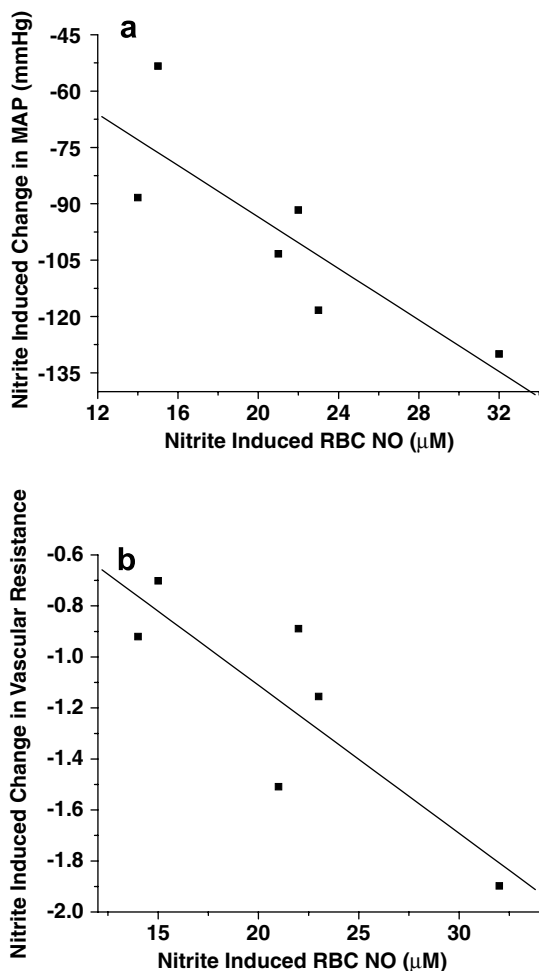 a
Nitrite Induced Change in MAP (mmHg)
-45
-60
-75
-90
-105
-120
-135
12 16 20 24 28 32
Nitrite Induced RBC NO (μM)
b
Nitrite Induced Change in Vascular Resistance
-0.6
-0.8
-1.0
-1.2
-1.4
-1.6
-1.8
-2.0
15 20 25 30
Nitrite Induced RBC NO (μM)